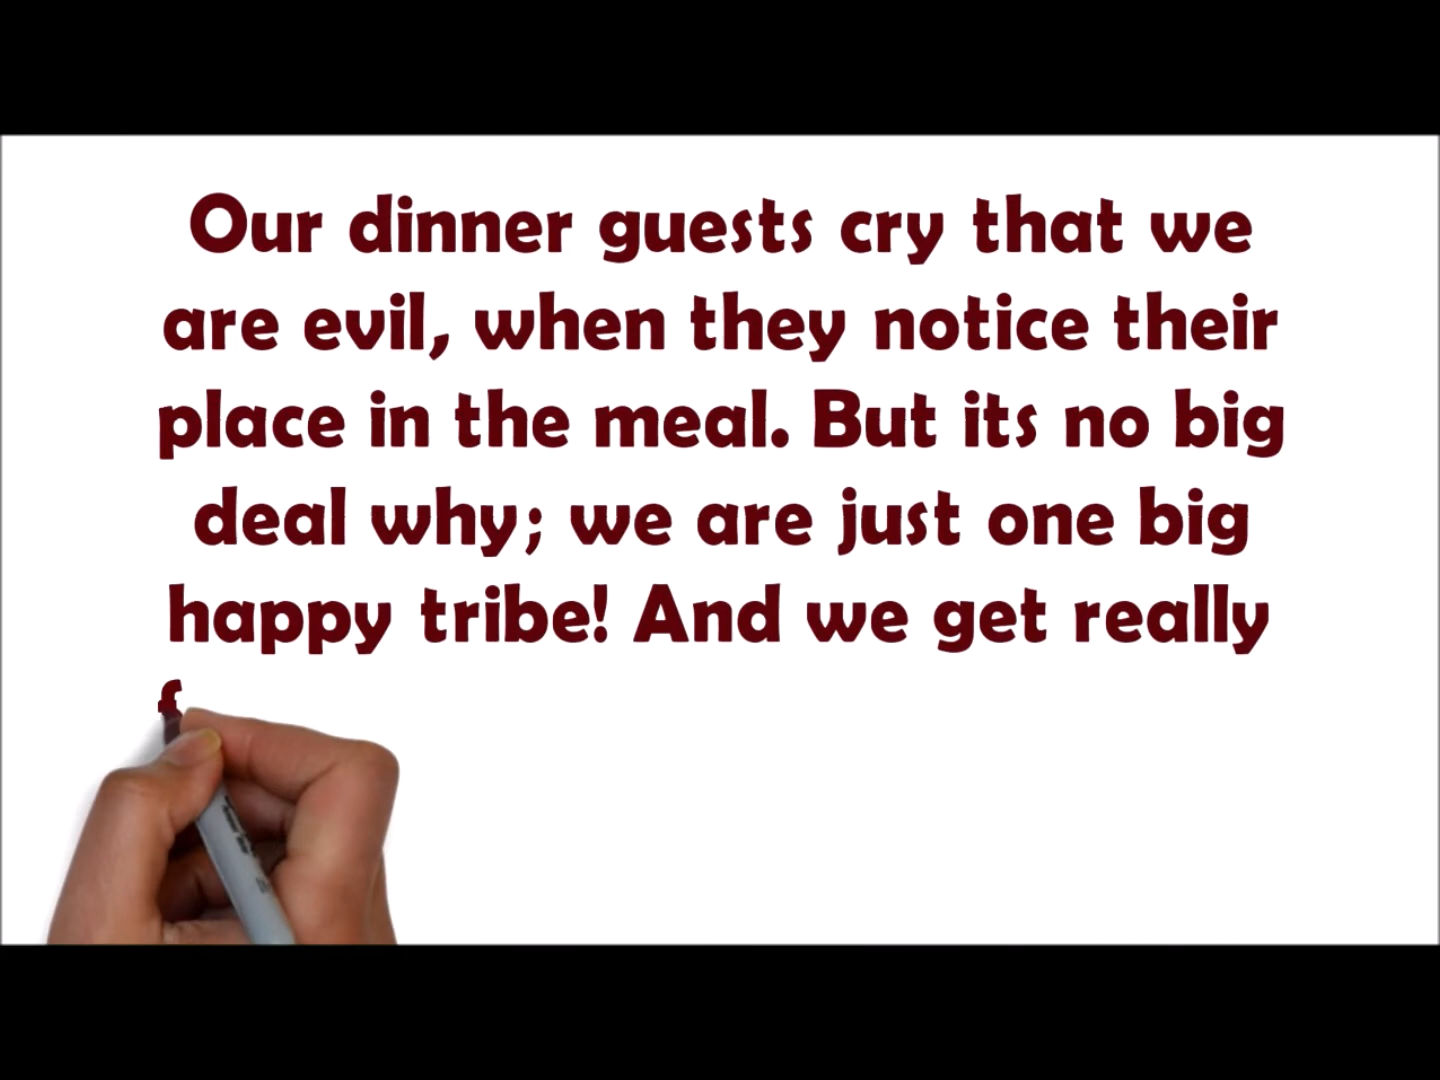 Our dinner guests cry that we
are evil, when they notice their
place in the meal. But its no big
deal why; we are just one big
happy tribe! And we get really
f